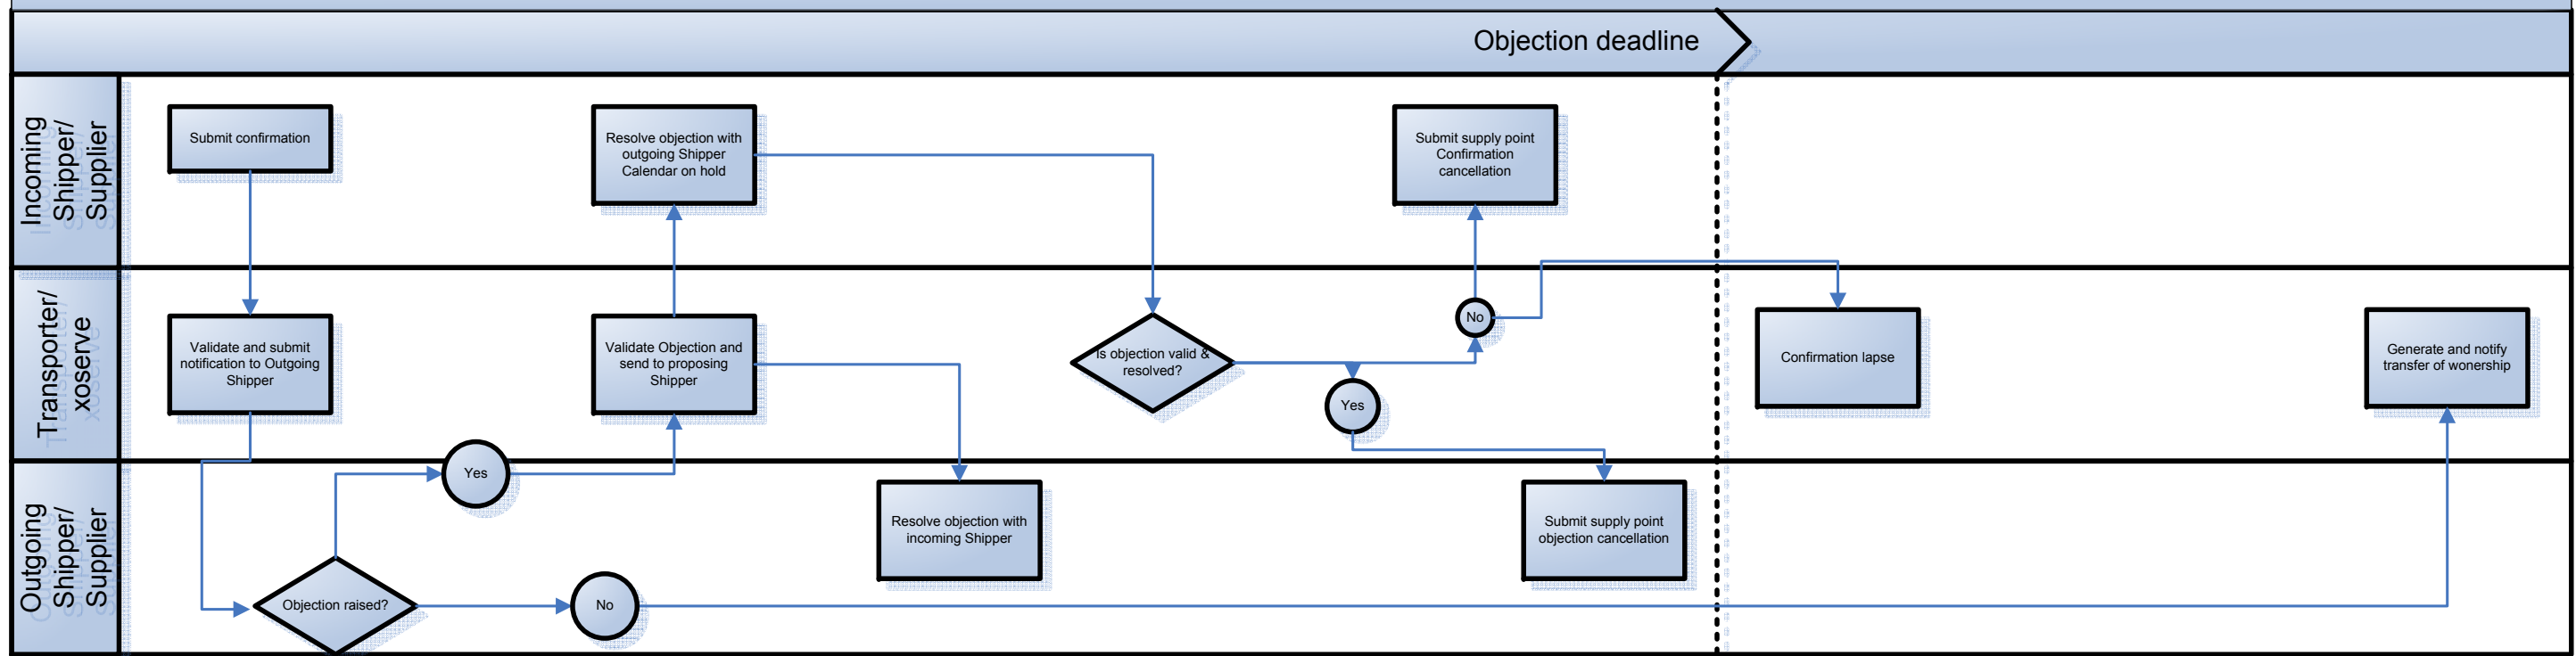 Objection deadline
Incoming
Shipper/
Supplier
Submit confirmation
Resolve objection with
outgoing Shipper
Calendar on hold
Submit supply point
Confirmation
cancellation
Transporter/
xoserve
Validate and submit
notification to Outgoing
Shipper
Validate Objection and
send to proposing
Shipper
Is objection valid &
resolved?
No
Yes
Confirmation lapse
Generate and notify
transfer of wonership
Outgoing
Shipper/
Supplier
Yes
Objection raised?
No
Resolve objection with
incoming Shipper
Submit supply point
objection cancellation